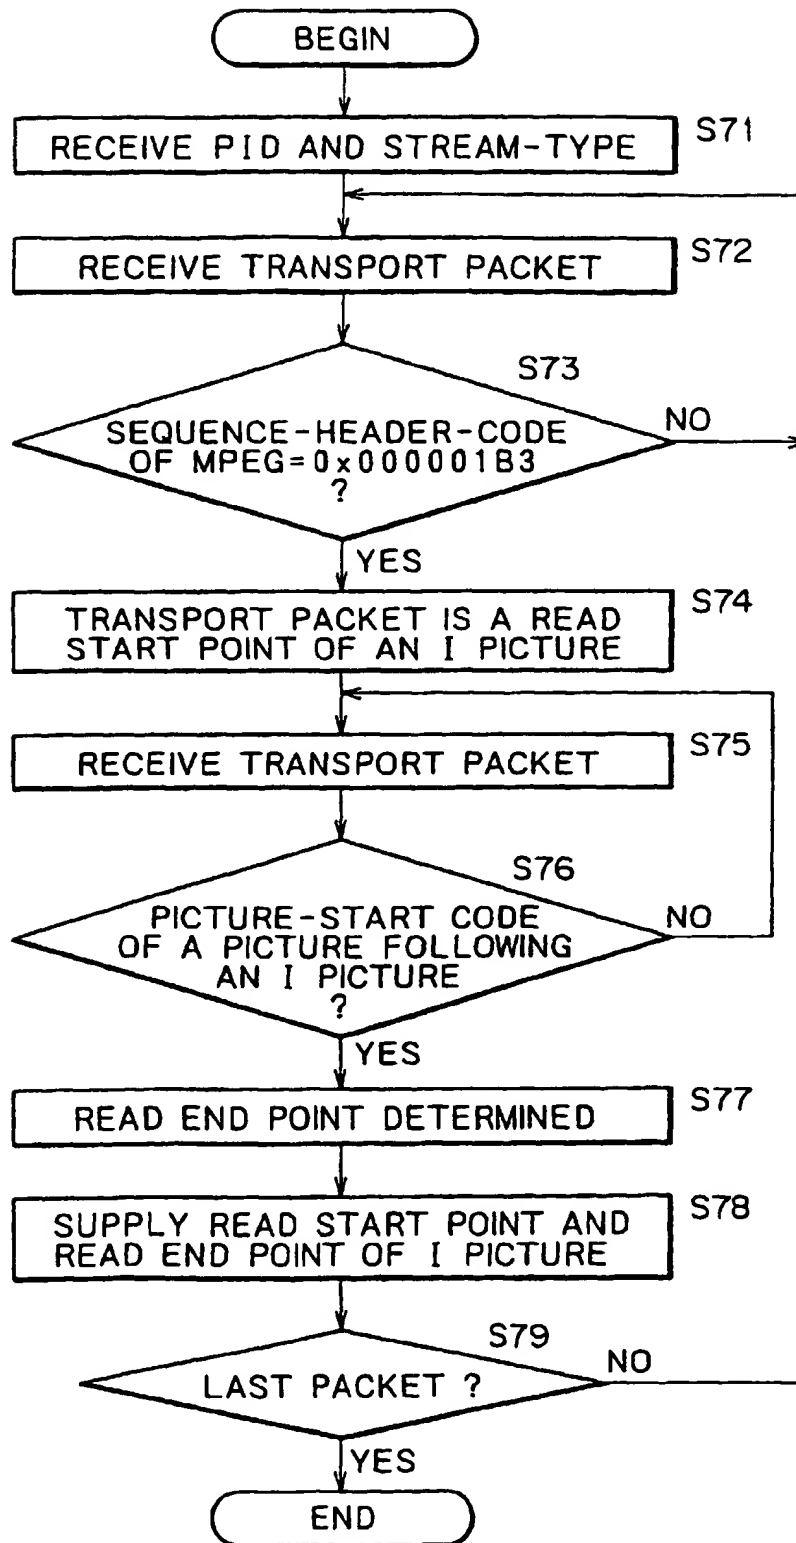 BEGIN
RECEIVE PID AND STREAM-TYPE
S71
RECEIVE TRANSPORT PACKET
S72
S73
SEQUENCE-HEADER-CODE
OF MPEG=0x000001B3
?
NO
YES
TRANSPORT PACKET IS A READ
START POINT OF AN I PICTURE
S74
RECEIVE TRANSPORT PACKET
S75
S76
PICTURE-START CODE
OF A PICTURE FOLLOWING
AN I PICTURE
?
NO
YES
READ END POINT DETERMINED
S77
SUPPLY READ START POINT AND
READ END POINT OF I PICTURE
S78
S79
LAST PACKET ?
NO
YES
END